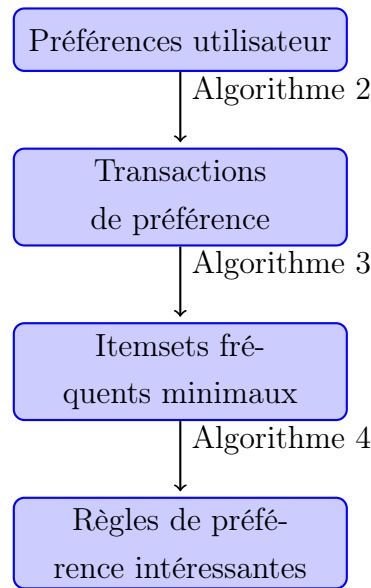 Préférences utilisateur
Algorithme 2
Transactions
de préférence
Algorithme 3
Itemsets fré-
quents minimaux
Algorithme 4
Règles de préfé-
rence intéressantes